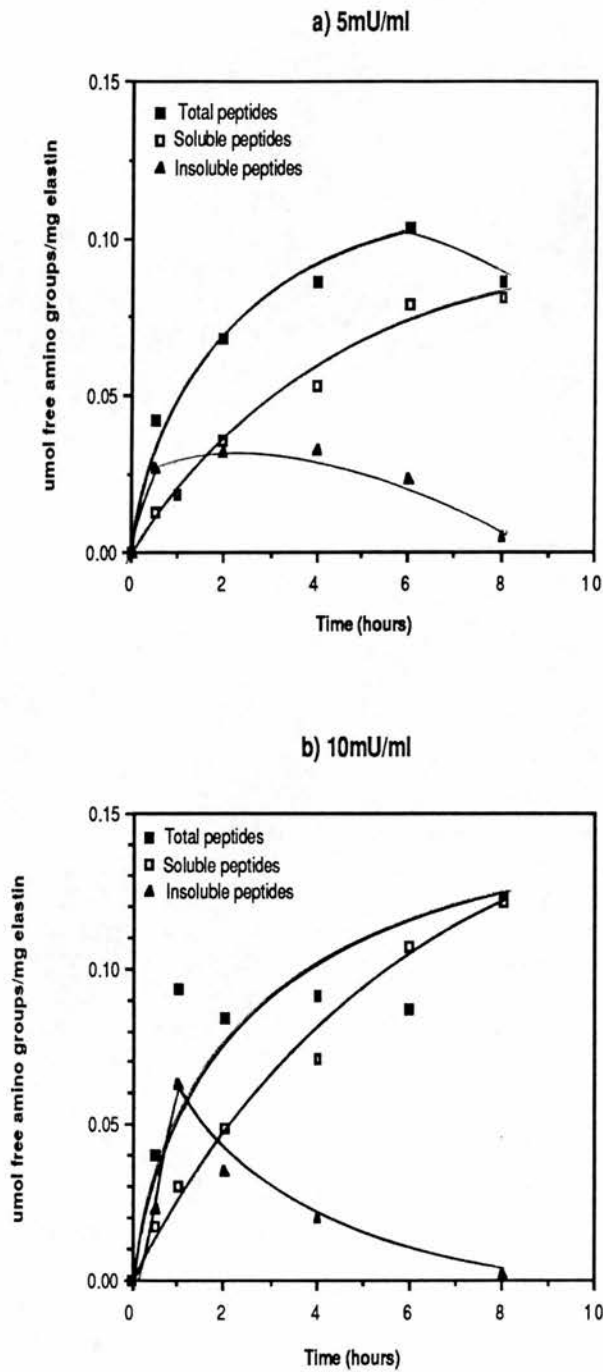 a) 5mU/ml
0.15
Total peptides
Soluble peptides
Insoluble peptides
0.10
0.05
0.00
umol free amino groups/mg elastin
0
2
4
6
8
10
Time (hours)
b) 10mU/ml
0.15
Total peptides
Soluble peptides
Insoluble peptides
0.10
0.05
0.00
umol free amino groups/mg elastin
0
2
4
6
8
10
Time (hours)